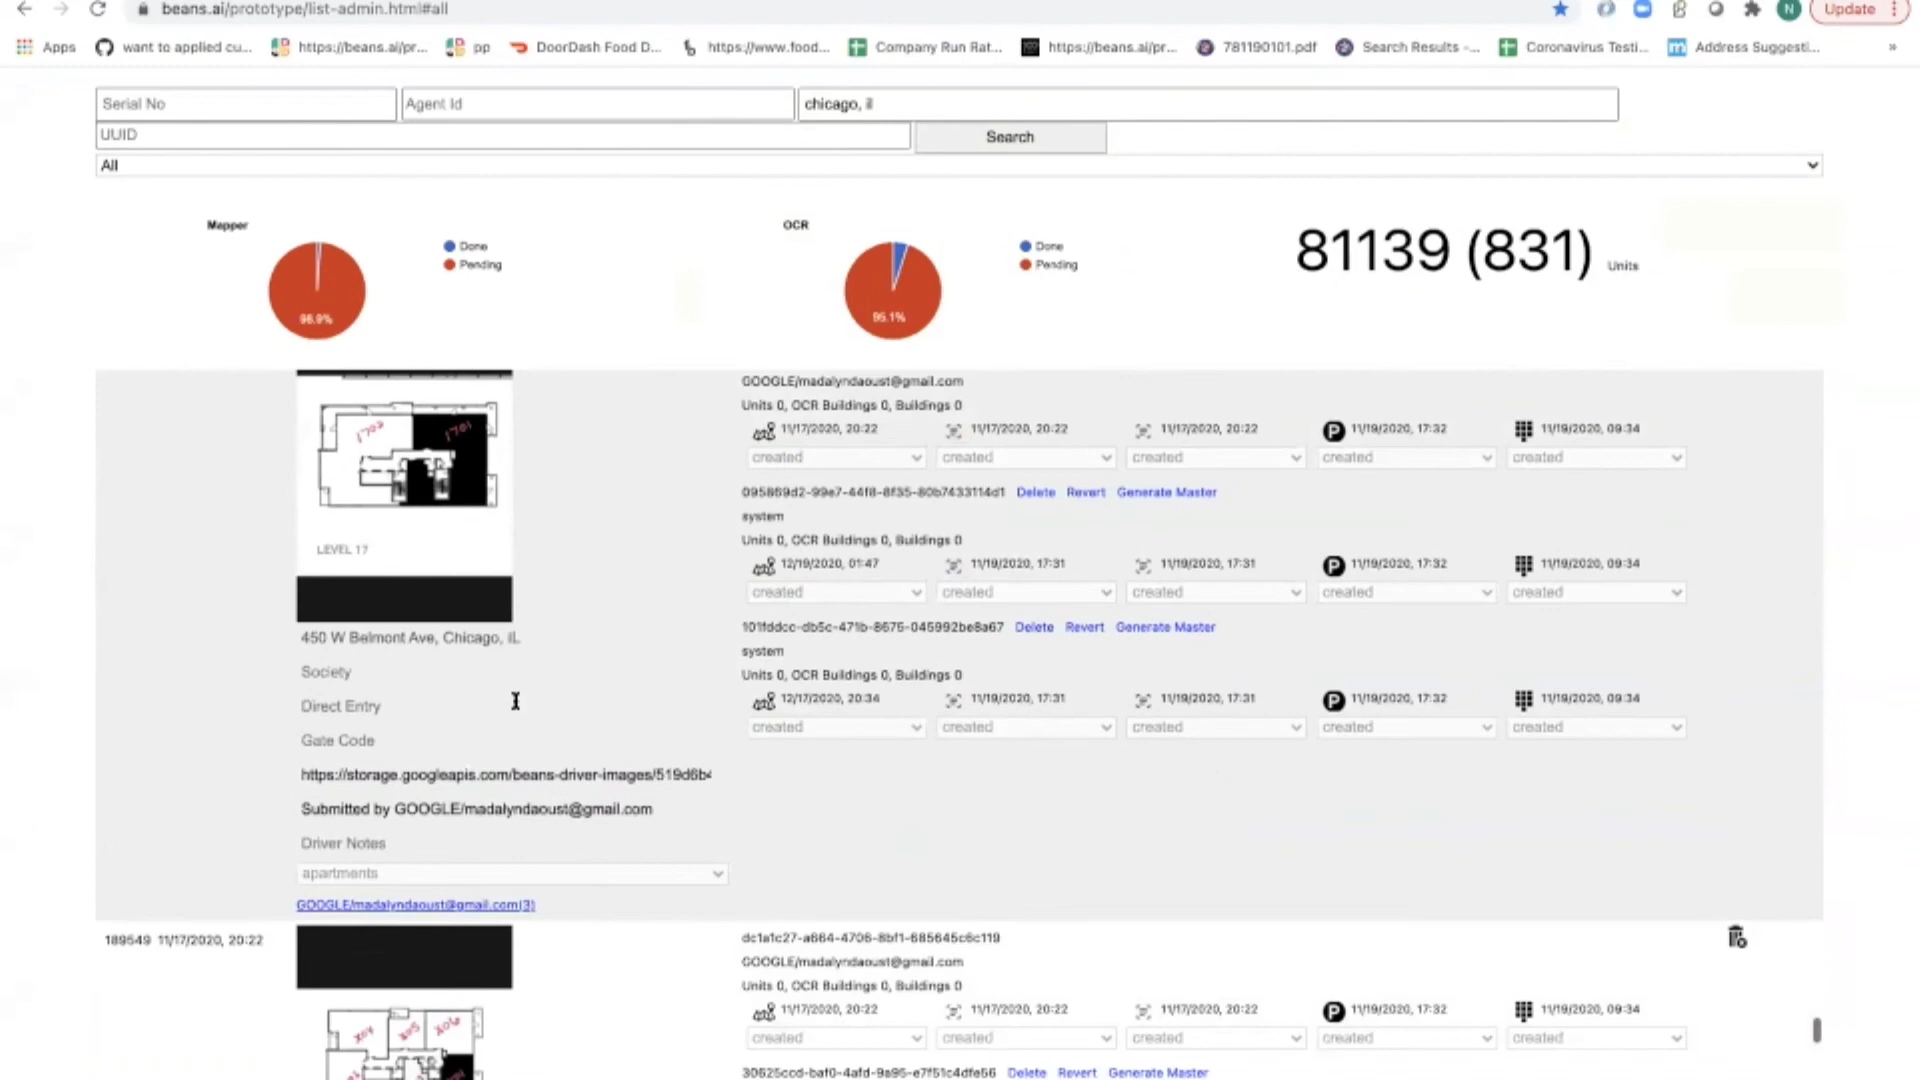 beans.ai/prototype/list-admin.html#all
Update
Apps
want to applied cu...
https://beans.ai/pr...
pp
DoorDash Food D...
https://www.food...
Company Run Rat...
https://beans.ai/pr...
781190101.pdf
Search Results -...
Coronavirus Testi...
Address Suggesti...
»
N
Serial No
Agent Id
chicago, il
UUID
Search
All
Mapper
Done
Pending
98.9%
OCR
Done
Pending
95.1%
81139 (831) Units
1702
1701
LEVEL 17
450 W Belmont Ave, Chicago, IL
Society
Direct Entry
Gate Code
https://storage.googleapis.com/beans-driver-images/519d6b4
Submitted by GOOGLE/madalyndaoust@gmail.com
Driver Notes
apartments
GOOGLE/madalyndaoust@gmail.com(3)
GOOGLE/madalyndaoust@gmail.com
Units 0, OCR Buildings 0, Buildings 0
11/17/2020, 20:22 11/17/2020, 20:22 11/17/2020, 20:22 P 11/19/2020, 17:32 11/19/2020, 09:34
created created created created created
095869d2-99e7-44f8-8f35-80b7433114d1 Delete Revert Generate Master
system
Units 0, OCR Buildings 0, Buildings 0
12/19/2020, 01:47 11/19/2020, 17:31 11/19/2020, 17:31 P 11/19/2020, 17:32 11/19/2020, 09:34
created created created created created
101fddcc-db5c-471b-8675-045992be8a67 Delete Revert Generate Master
system
Units 0, OCR Buildings 0, Buildings 0
12/17/2020, 20:34 11/19/2020, 17:31 11/19/2020, 17:31 P 11/19/2020, 17:32 11/19/2020, 09:34
created created created created created
189549 11/17/2020, 20:22
X04
X05
X06
dc1a1c27-a664-4706-8bf1-685645c6c119
GOOGLE/madalyndaoust@gmail.com
Units 0, OCR Buildings 0, Buildings 0
11/17/2020, 20:22 11/17/2020, 20:22 11/17/2020, 20:22 P 11/19/2020, 17:32 11/19/2020, 09:34
created created created created created
30625ccd-baf0-4afd-9a95-e7f51c4dfe56 Delete Revert Generate Master